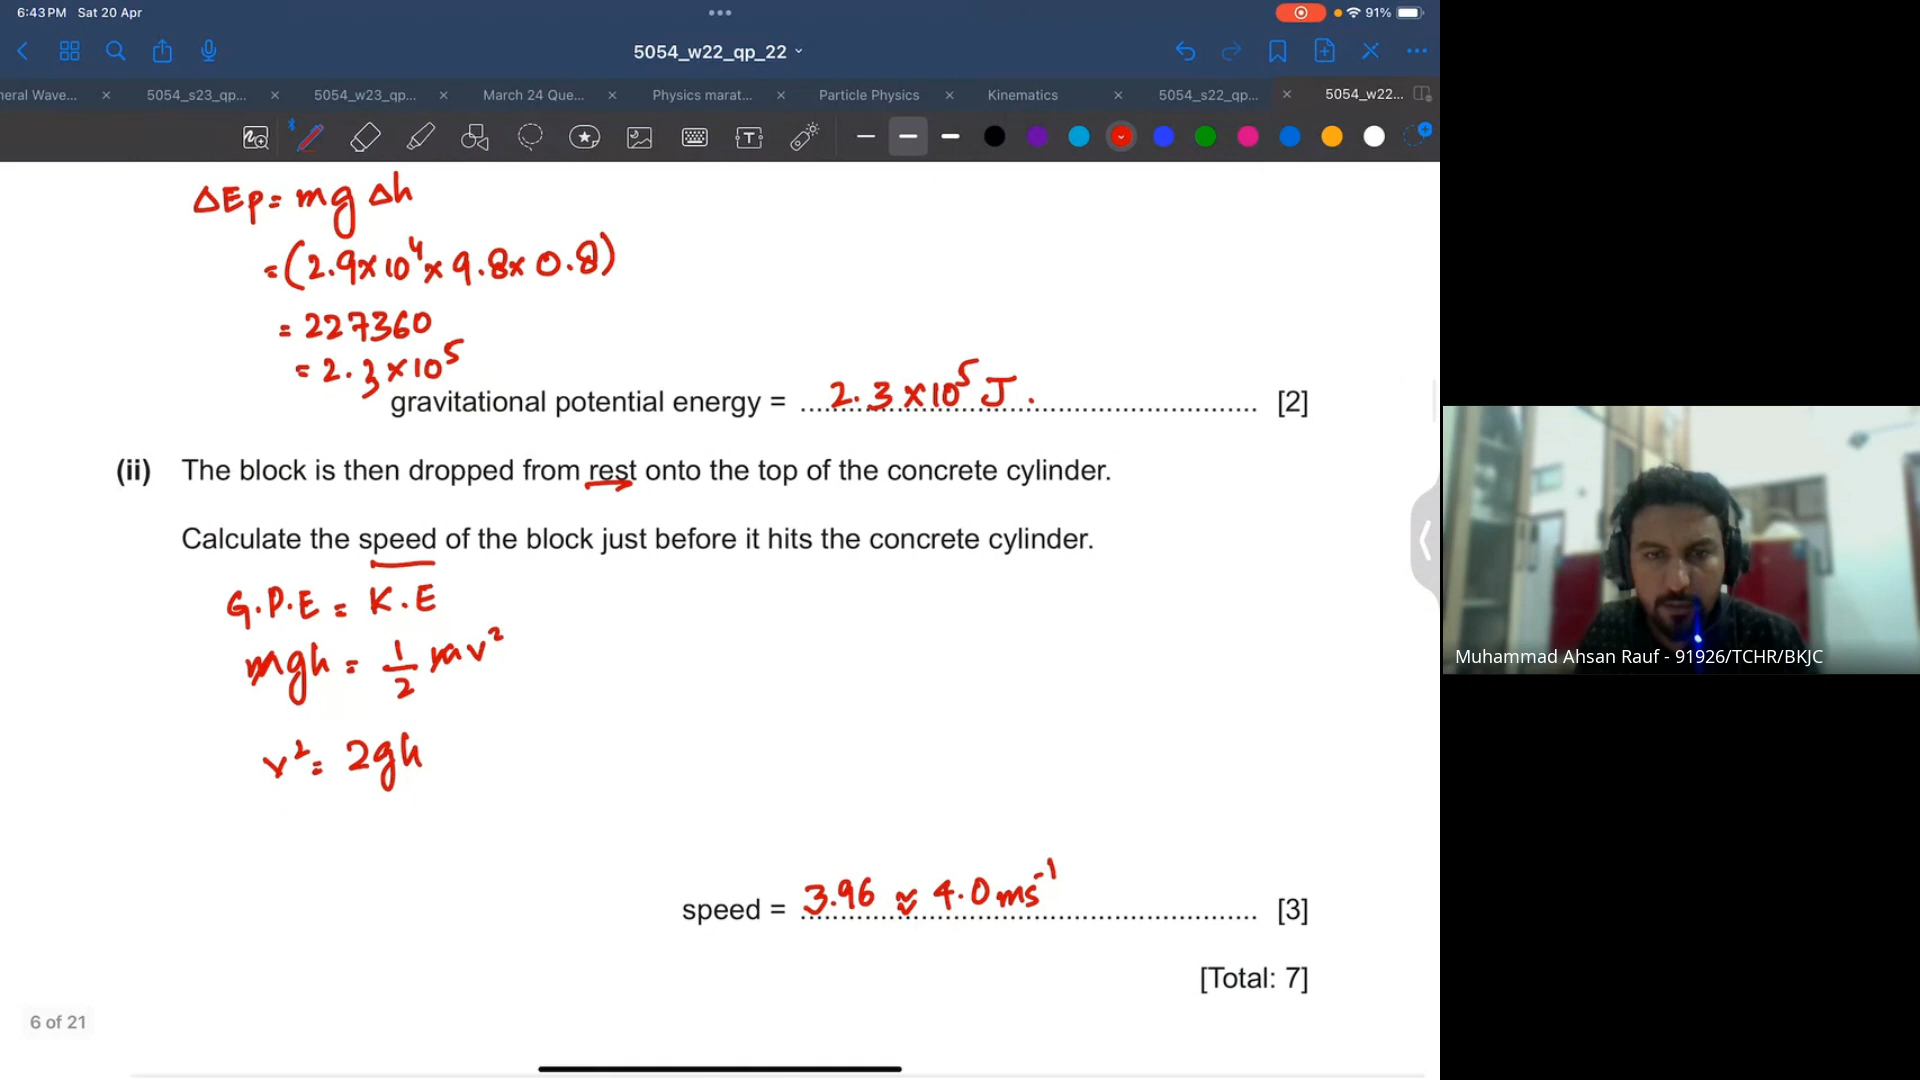 6:43 PM Sat 20 Apr
91%
5054_w22_qp_22
neral Wave...
5054_s23_qp...
5054_w23_qp...
March 24 Que...
Physics marat...
Particle Physics
Kinematics
5054_s22_qp...
5054_w22...
ΔEp = mg Δh
= (2.9×10⁴ × 9.8 × 0.8)
= 227360
= 2.3×10⁵
gravitational potential energy = 2.3×10⁵ J. [2]
(ii) The block is then dropped from rest onto the top of the concrete cylinder.
Calculate the speed of the block just before it hits the concrete cylinder.
G.P.E = K.E
mgh = 1/2 mv²
v² = 2gh
speed = 3.96 ≈ 4.0 ms⁻¹ [3]
[Total: 7]
6 of 21
Muhammad Ahsan Rauf - 91926/TCHR/BKJC